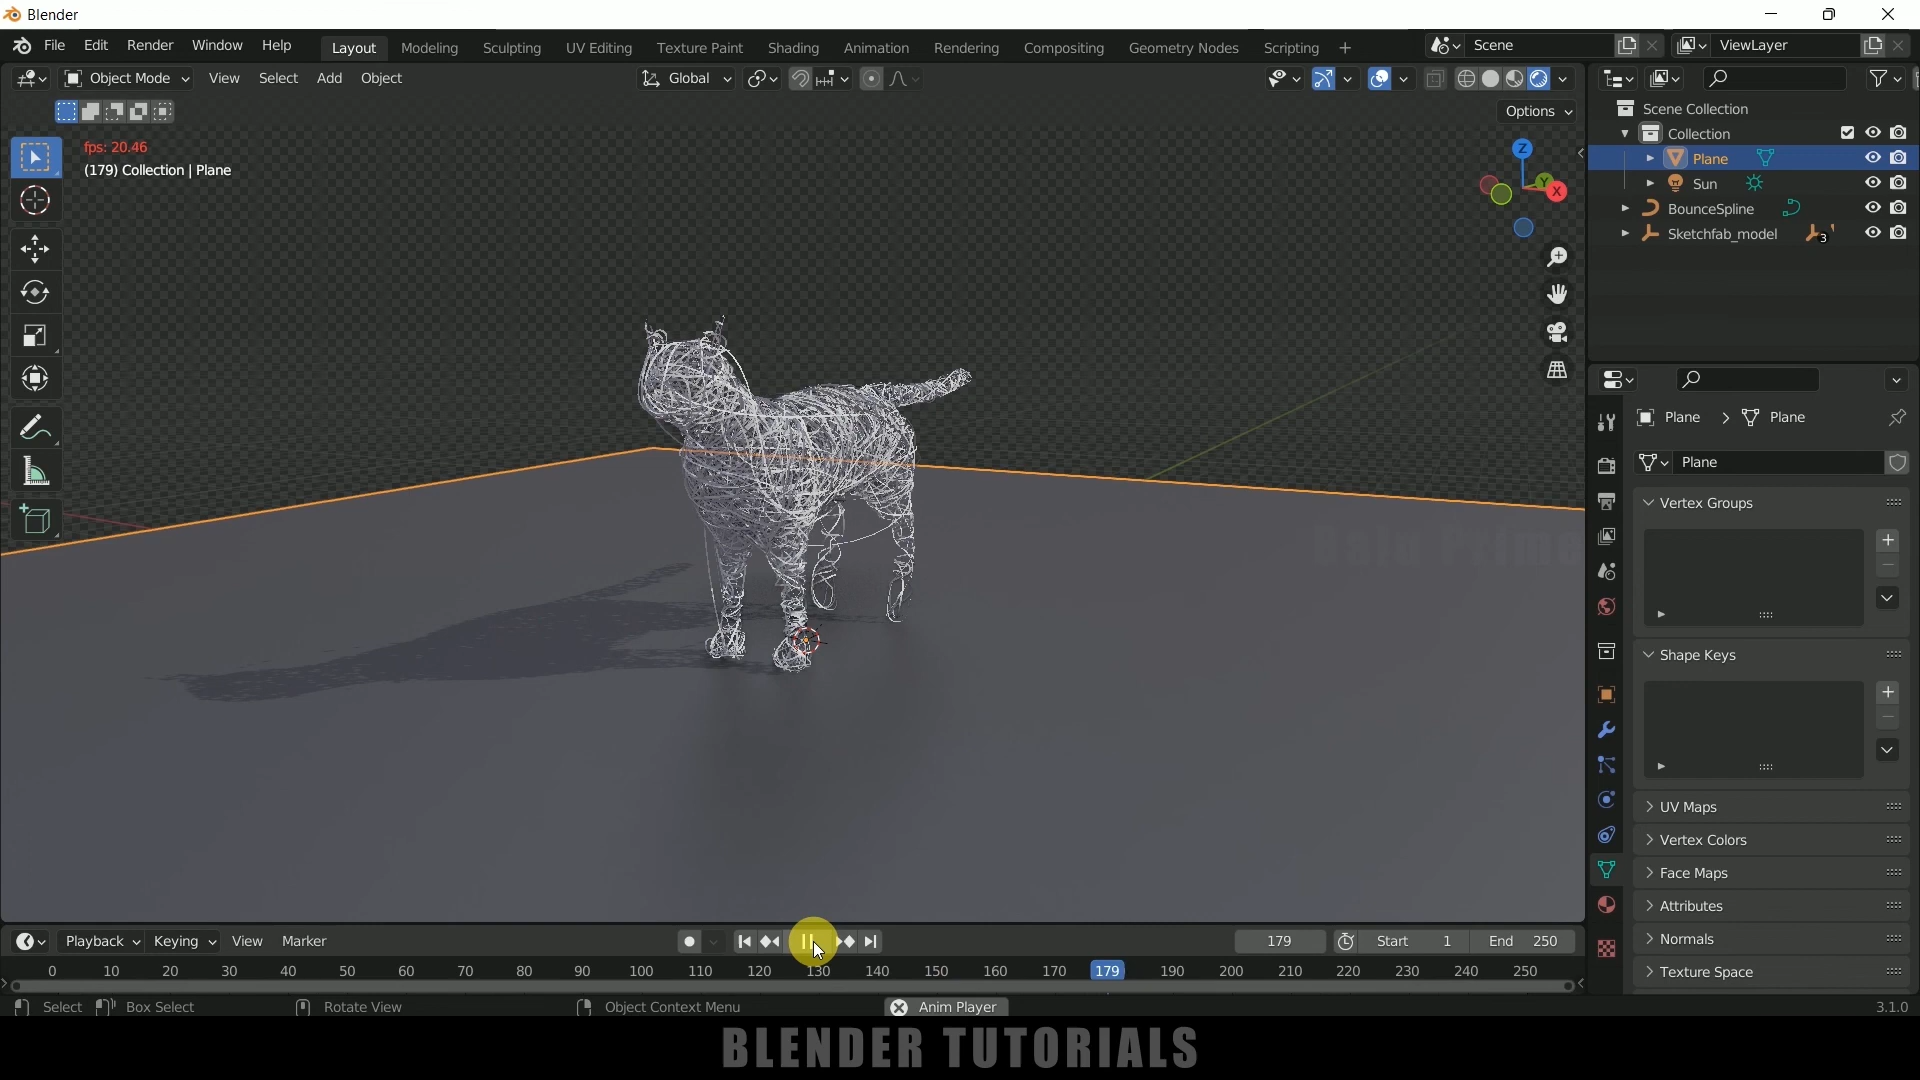 Blender
File Edit Render Window Help Layout Modeling Sculpting UV Editing Texture Paint Shading Animation Rendering Compositing Geometry Nodes Scripting + Scene ViewLayer
Object Mode View Select Add Object Global
Options
fps: 20.46
(179) Collection | Plane
Z
Y
X
Scene Collection
Collection
Plane
Sun
BounceSpline
Sketchfab_model 3
Plane > Plane
Plane
Vertex Groups
Shape Keys
UV Maps
Vertex Colors
Face Maps
Attributes
Normals
Texture Space
Playback Keying View Marker 179 Start 1 End 250
0 10 20 30 40 50 60 70 80 90 100 110 120 130 140 150 160 170 179 190 200 210 220 230 240 250
Select Box Select Rotate View Object Context Menu Anim Player 3.1.0
BLENDER TUTORIALS